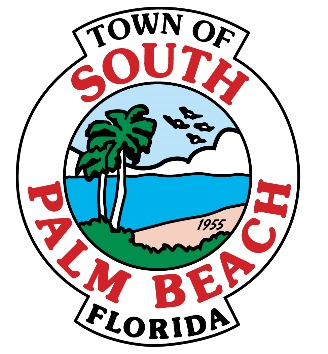 TOWN OF
SOUTH
PALM BEACH
1955
FLORIDA